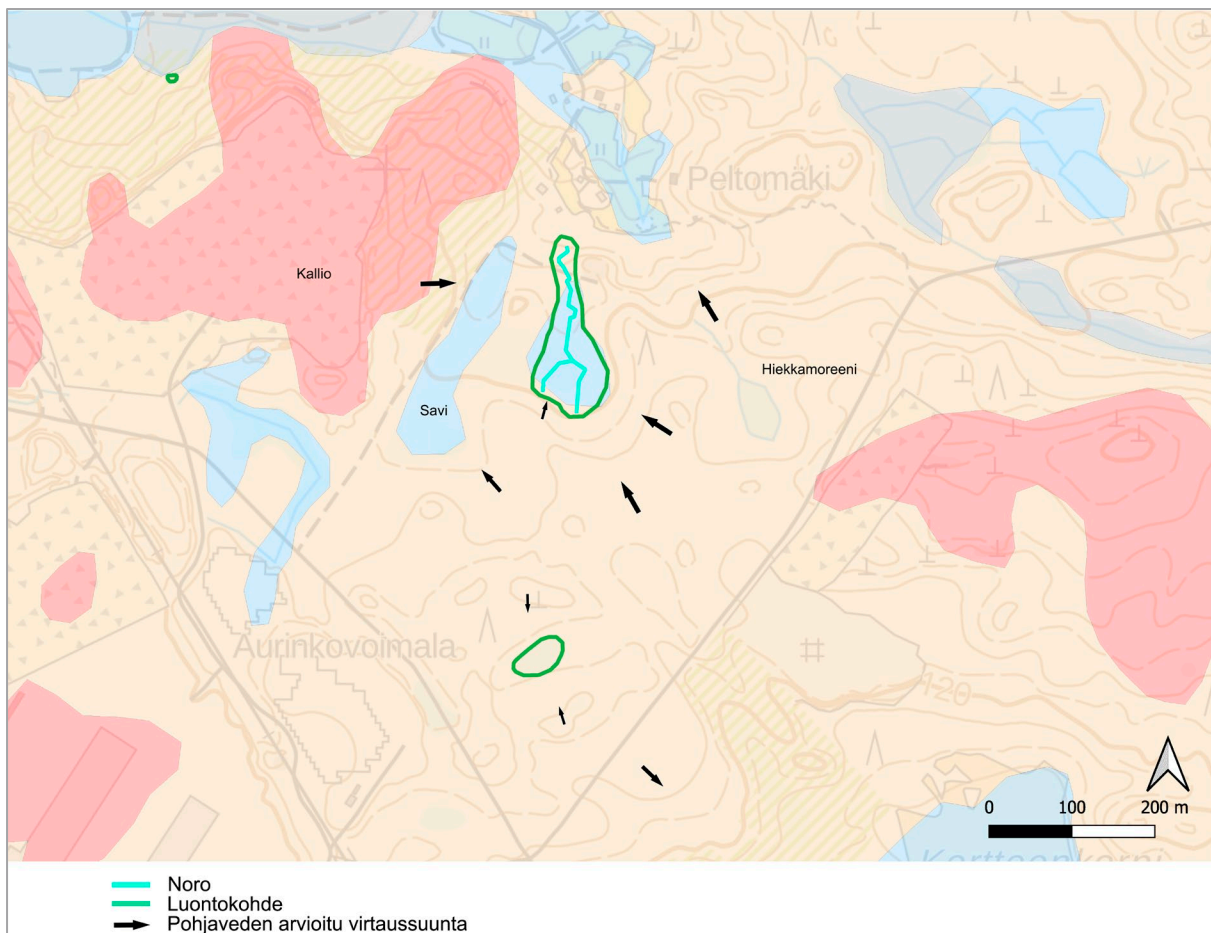 Peltomäki
Kallio
Hiekkamoreeni
Savi
Aurinkovoimala
120
0 100 200 m
Noro
Luontokohde
Pohjaveden arvioitu virtaussuunta